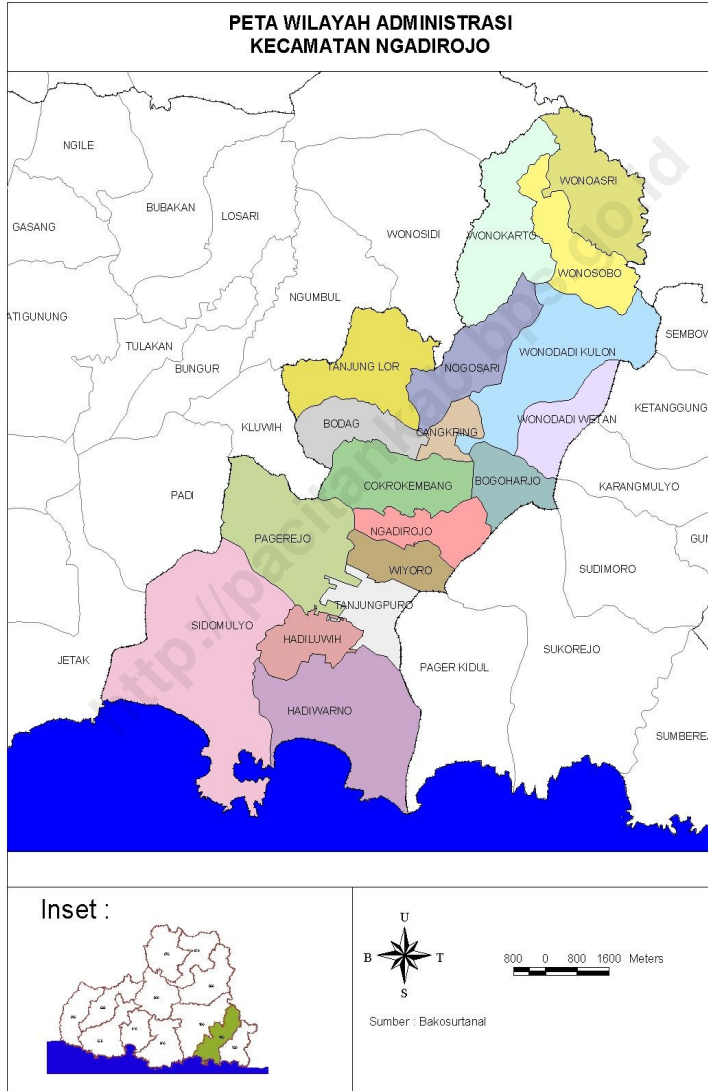 PETA WILAYAH ADMINISTRASI
KECAMATAN NGADIROJO
NGILE
WONOASRI
BUBAKAN
LOSARI
GASANG
WONOSIDI
WONOKARTO
WONOSOBO
NGUMBUL
ATIGUNUNG
SEMBOW
TULAKAN
WONODADI KULON
BUNGUR
TANJUNG LOR
NOGOSARI
KETANGGUNG
WONODADI WETAN
KLUWIH
BODAG
CANGKRING
COKROKEMBANG
BOGOHARJO
KARANGMULYO
PADI
NGADIROJO
PAGEREJO
GUN
WIYORO
SUDIMORO
TANJUNGPURO
SIDOMULYO
HADILUWIH
SUKOREJO
JETAK
PAGER KIDUL
HADIWARNO
SUMBEREJ
http://pacitankab.bps.go.id
Inset :
U
B T
S
800 0 800 1600 Meters
Sumber : Bakosurtanal